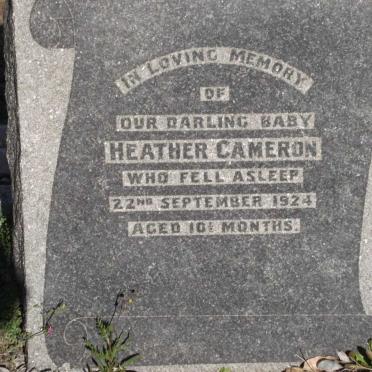 IN LOVING MEMORY
OF
OUR DARLING BABY
HEATHER CAMERON
WHO FELL ASLEEP
22ND SEPTEMBER 1924
AGED 10½ MONTHS.